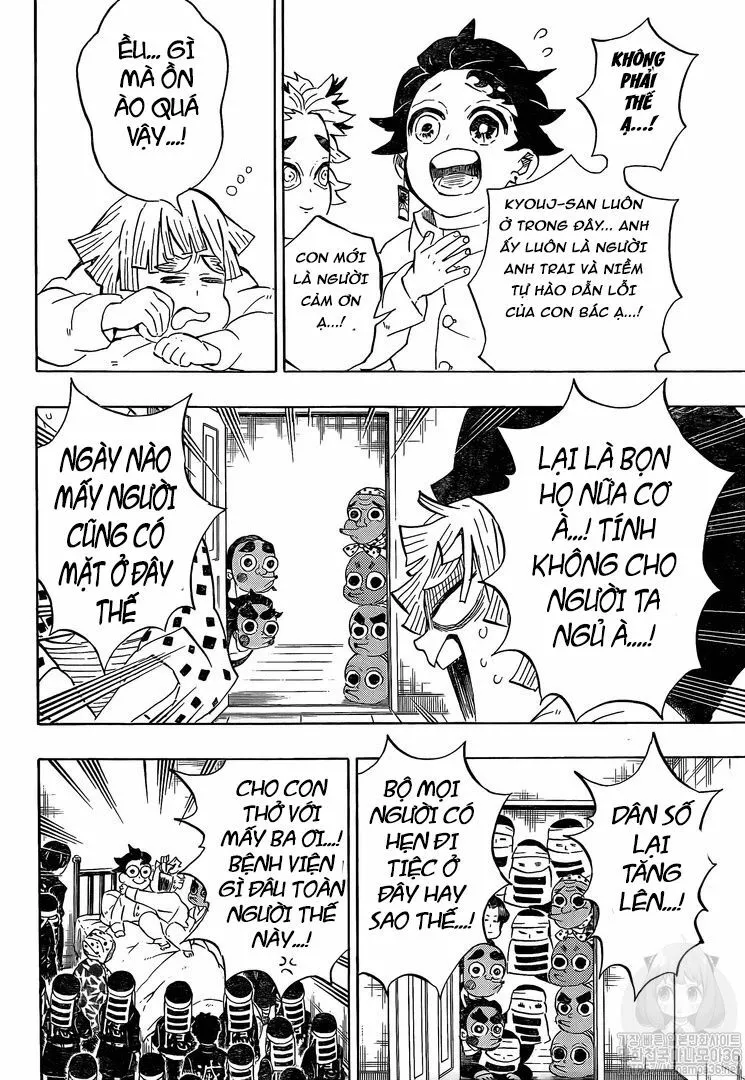 KHÔNG
PHẢI
THẾ
Ạ...!
KYOUJ-SAN LUÔN
Ở TRONG ĐÂY... ANH
ẤY LUÔN LÀ NGƯỜI
ANH TRAI VÀ NIỀM
TỰ HÀO DẪN LỖI
CỦA CON BÁC Ạ...!
CON MỚI
LÀ NGƯỜI
CẢM ƠN
Ạ...!
ỀU... GÌ
MÀ ỒN
ÀO QUÁ
VẬY...!
LẠI LÀ BỌN
HỌ NỮA CƠ
À...! TÍNH
KHÔNG CHO
NGƯỜI TA
NGỦ À....!
NGÀY NÀO
MẤY NGƯỜI
CŨNG CÓ
MẶT Ở ĐÂY
THẾ
DÂN SỐ
LẠI
TĂNG
LÊN....!
BỘ MỌI
NGƯỜI CÓ
HẸN ĐI
TIỆC Ở
ĐÂY HAY
SAO THẾ...!
CHO CON
THỞ VỚI
MẤY BA ƠI...!
BỆNH VIỆN
GÌ ĐÂU TOÀN
NGƯỜI THẾ
NÀY...!